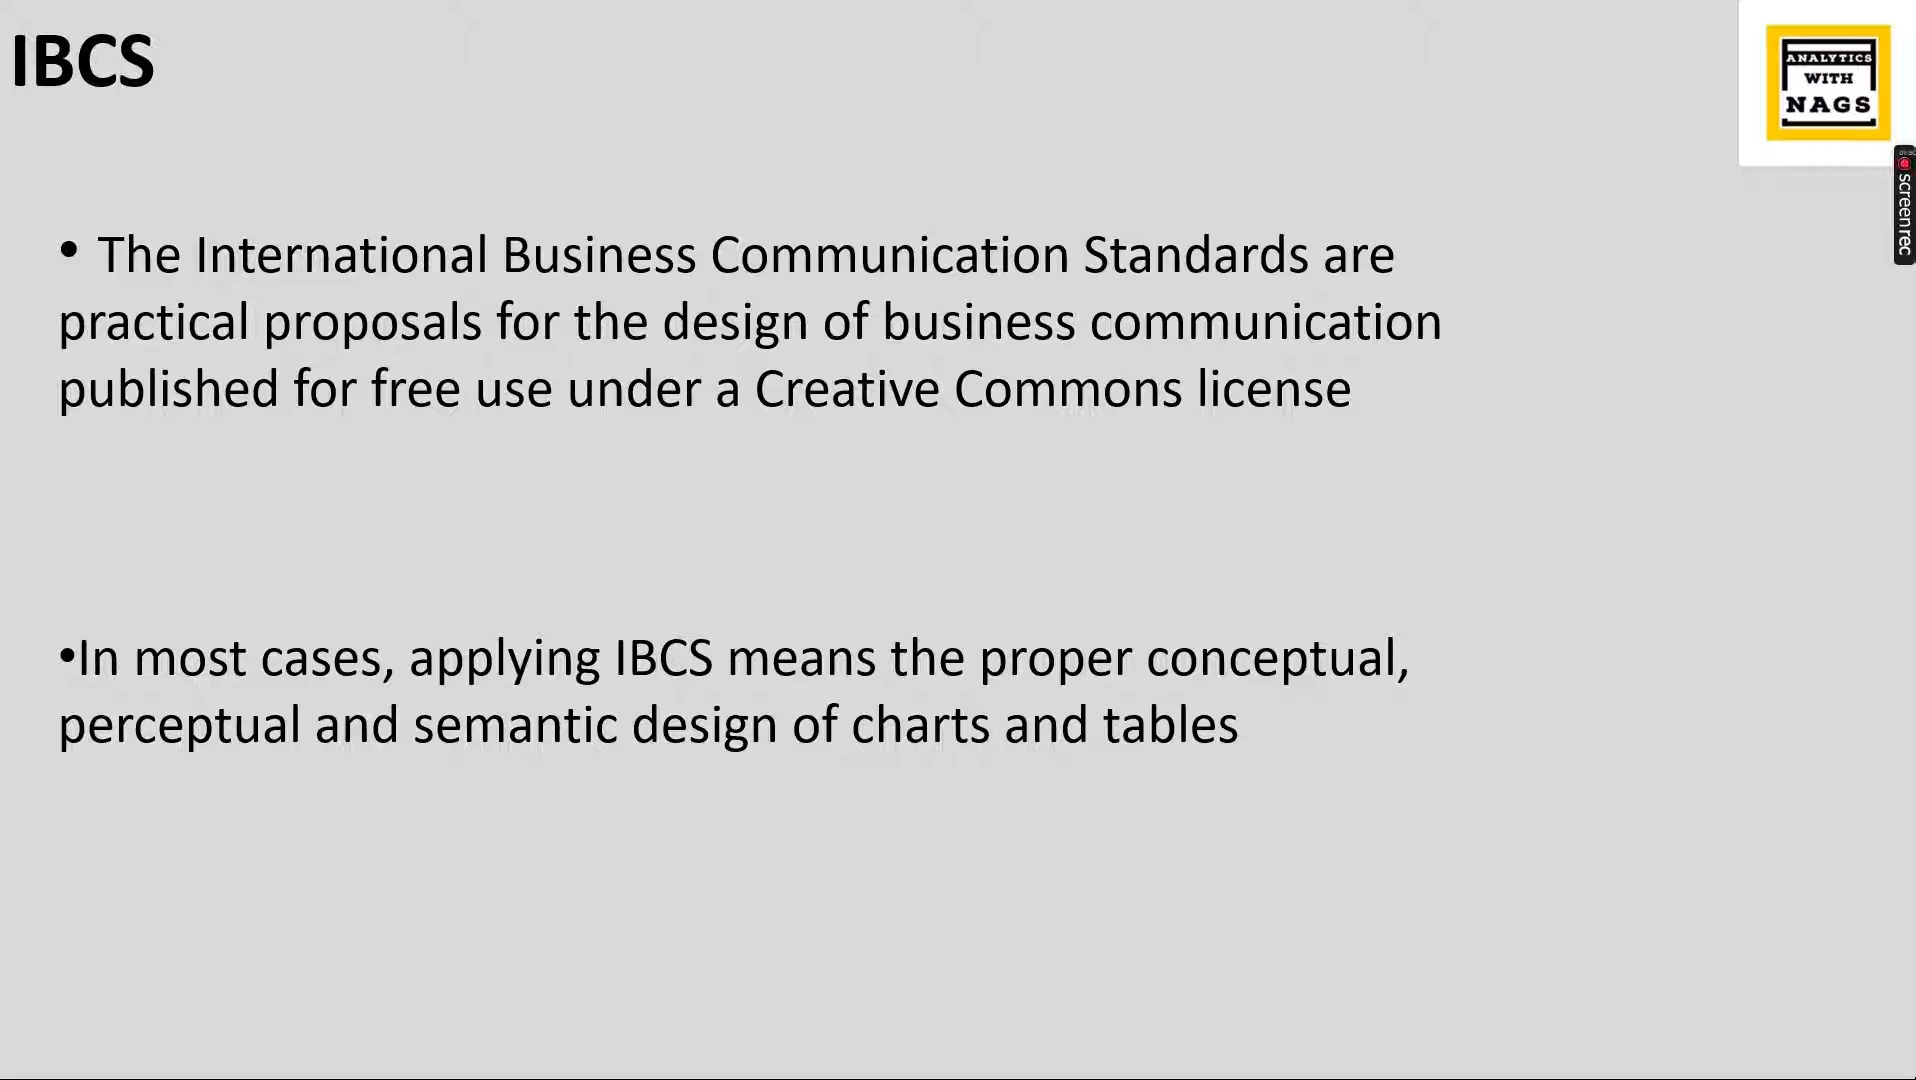 IBCS
ANALYTICS
WITH
NAGS
screenrec
• The International Business Communication Standards are
practical proposals for the design of business communication
published for free use under a Creative Commons license
•In most cases, applying IBCS means the proper conceptual,
perceptual and semantic design of charts and tables